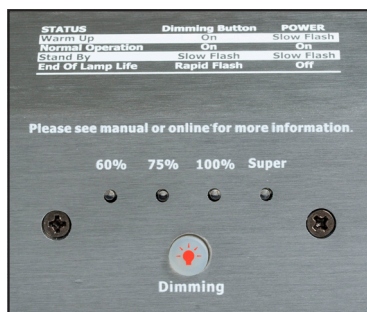 STATUS Dimming Button POWER
Warm Up On Slow Flash
Normal Operation On On
Stand By Slow Flash Slow Flash
End Of Lamp Life Rapid Flash Off
Please see manual or online for more information.
60% 75% 100% Super
Dimming